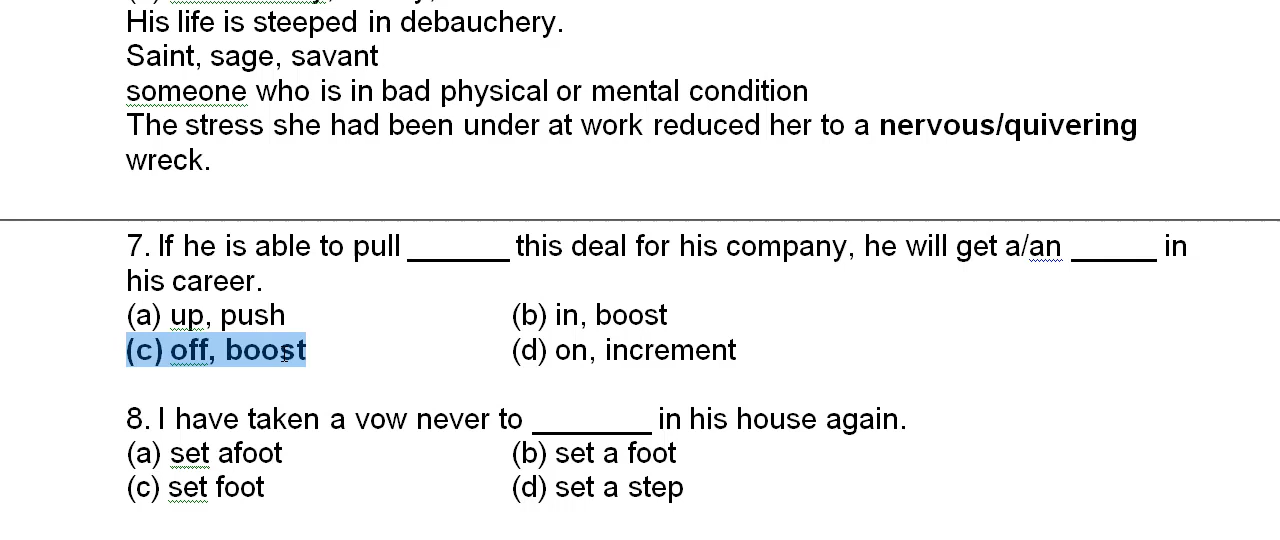 His life is steeped in debauchery.
Saint, sage, savant
someone who is in bad physical or mental condition
The stress she had been under at work reduced her to a nervous/quivering
wreck.
7. If he is able to pull ______ this deal for his company, he will get a/an _____ in
his career.
(a) up, push (b) in, boost
(c) off, boost (d) on, increment
8. I have taken a vow never to _______ in his house again.
(a) set afoot (b) set a foot
(c) set foot (d) set a step